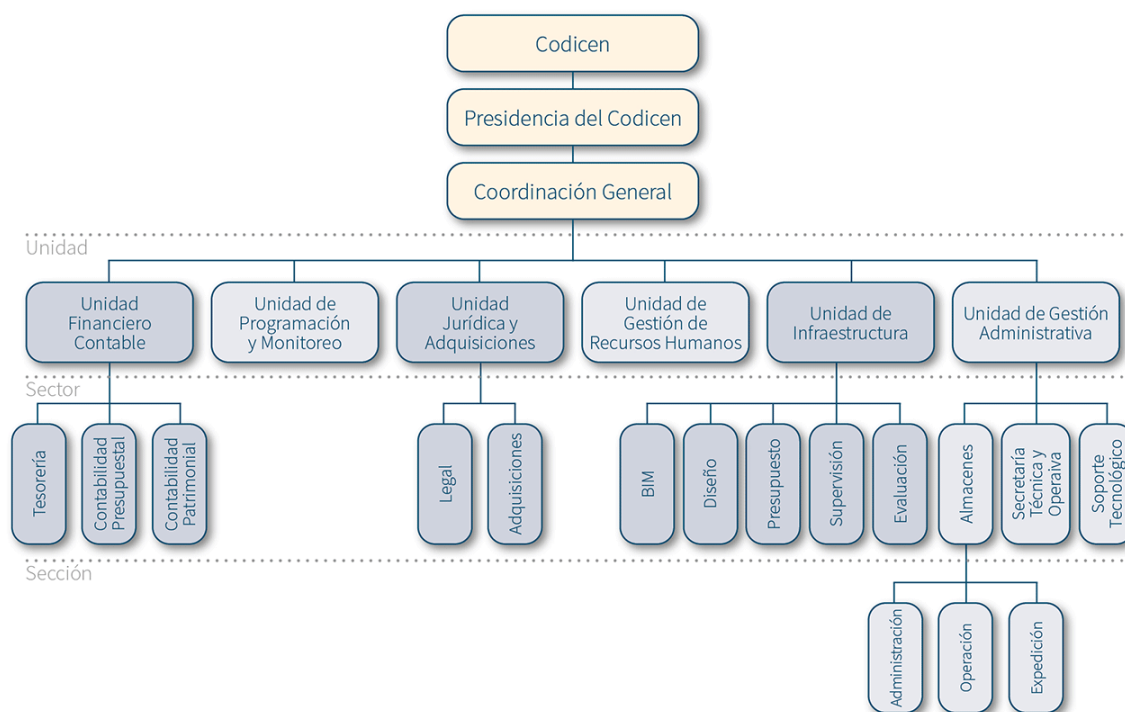 Codicen
Presidencia del Codicen
Coordinación General
Unidad
Unidad
Financiero
Contable
Unidad de
Programación
y Monitoreo
Unidad
Jurídica y
Adquisiciones
Unidad de
Gestión de
Recursos Humanos
Unidad de
Infraestructura
Unidad de Gestión
Administrativa
Sector
Tesorería
Contabilidad
Presupuestal
Contabilidad
Patrimonial
Legal
Adquisiciones
BIM
Diseño
Presupuesto
Supervisión
Evaluación
Almacenes
Secretaría
Técnica y
Operaiva
Soporte
Tecnológico
Sección
Administración
Operación
Expedición